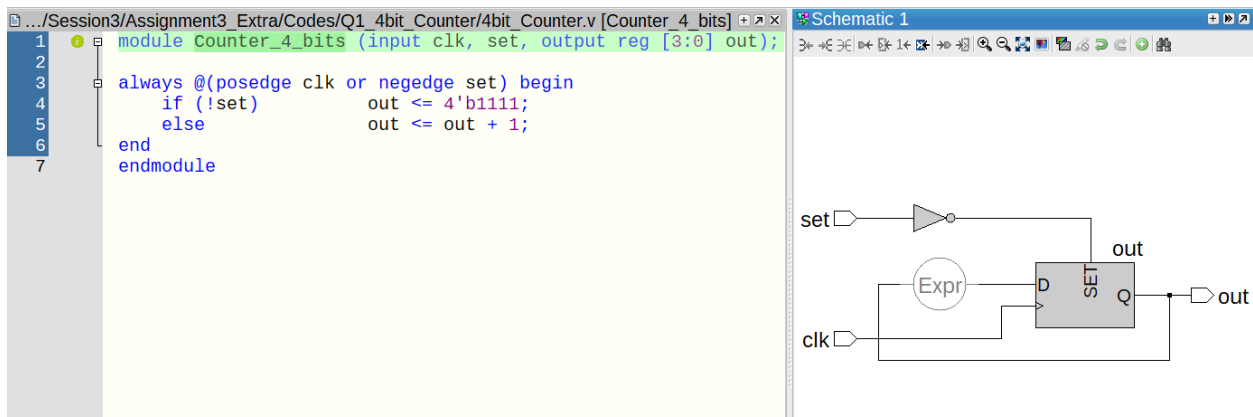 …/Session3/Assignment3_Extra/Codes/Q1_4bit_Counter/4bit_Counter.v [Counter_4_bits]
1 module Counter_4_bits (input clk, set, output reg [3:0] out);
2
3 always @(posedge clk or negedge set) begin
4 if (!set) out <= 4'b1111;
5 else out <= out + 1;
6 end
7 endmodule
Schematic 1
set
out
Expr
D
SET
Q
out
clk